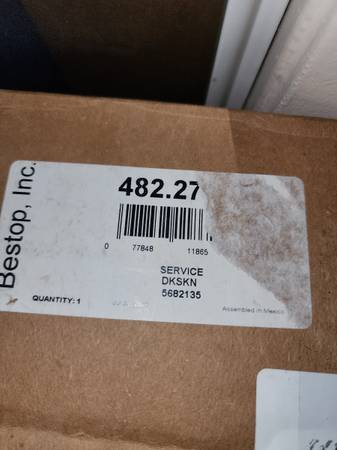 Bestop, Inc.
482.27
0 77848 11865
SERVICE
DKSKN
5682135
QUANTITY: 1
Assembled in Mexico